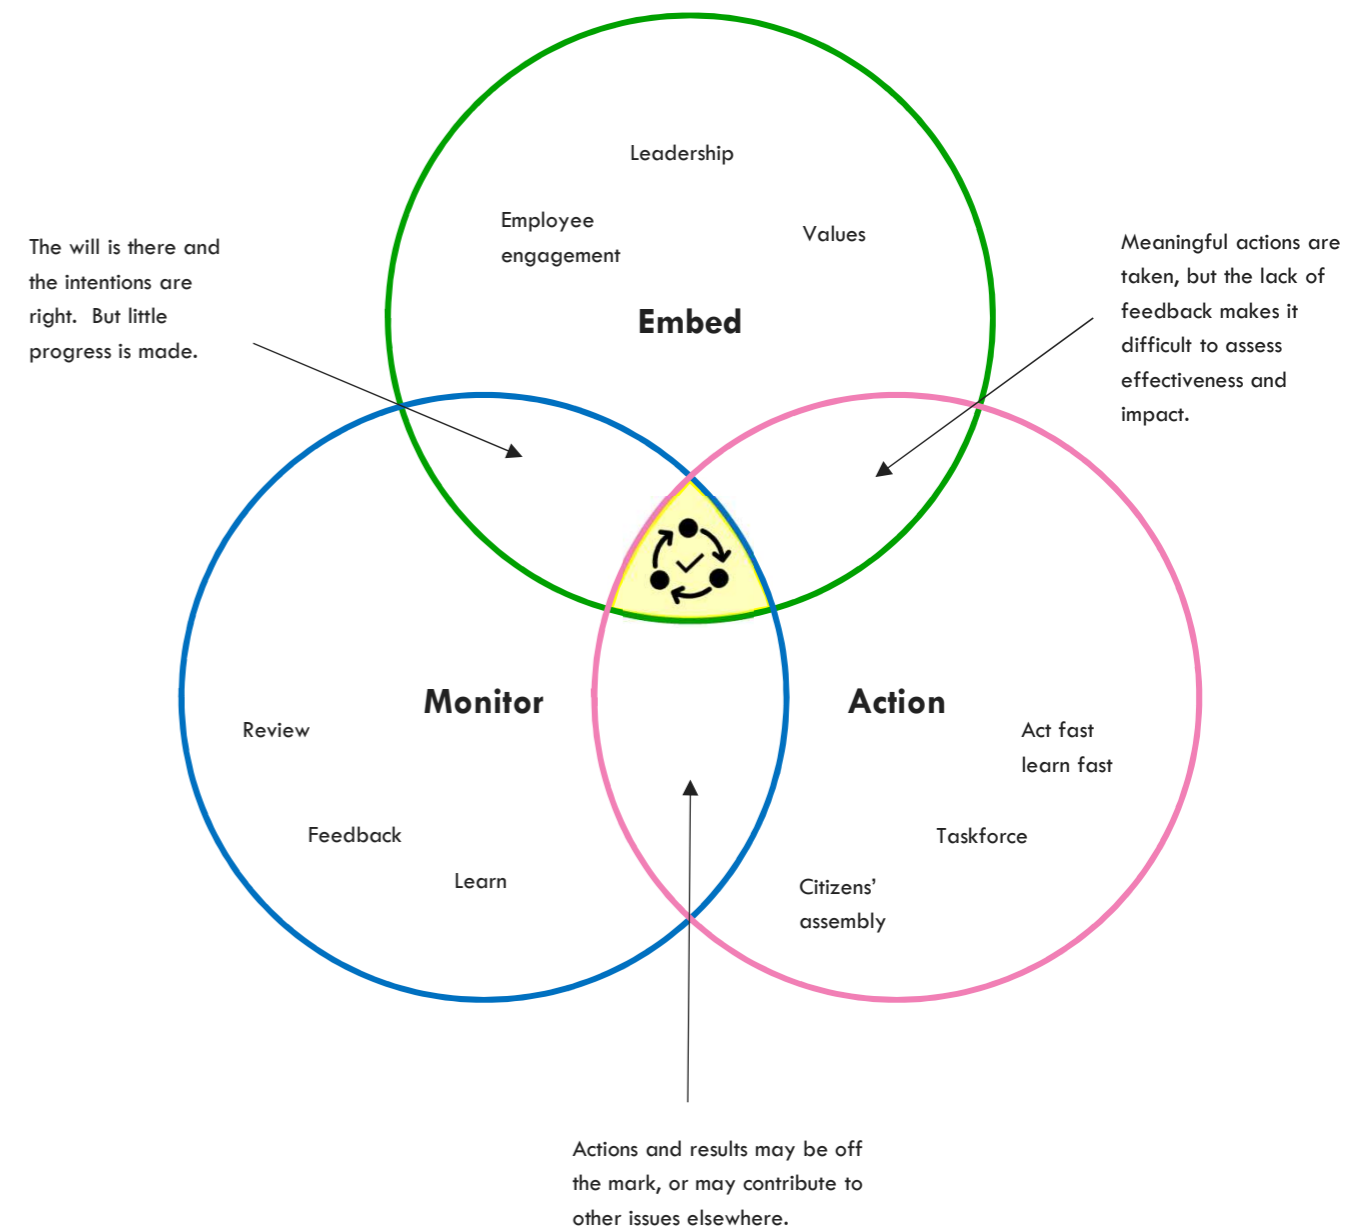 Leadership
Employee
engagement
Values
Embed
The will is there and
the intentions are
right.  But little
progress is made.
Meaningful actions are
taken, but the lack of
feedback makes it
difficult to assess
effectiveness and
impact.
Monitor
Review
Feedback
Learn
Action
Act fast
learn fast
Taskforce
Citizens’
assembly
Actions and results may be off
the mark, or may contribute to
other issues elsewhere.